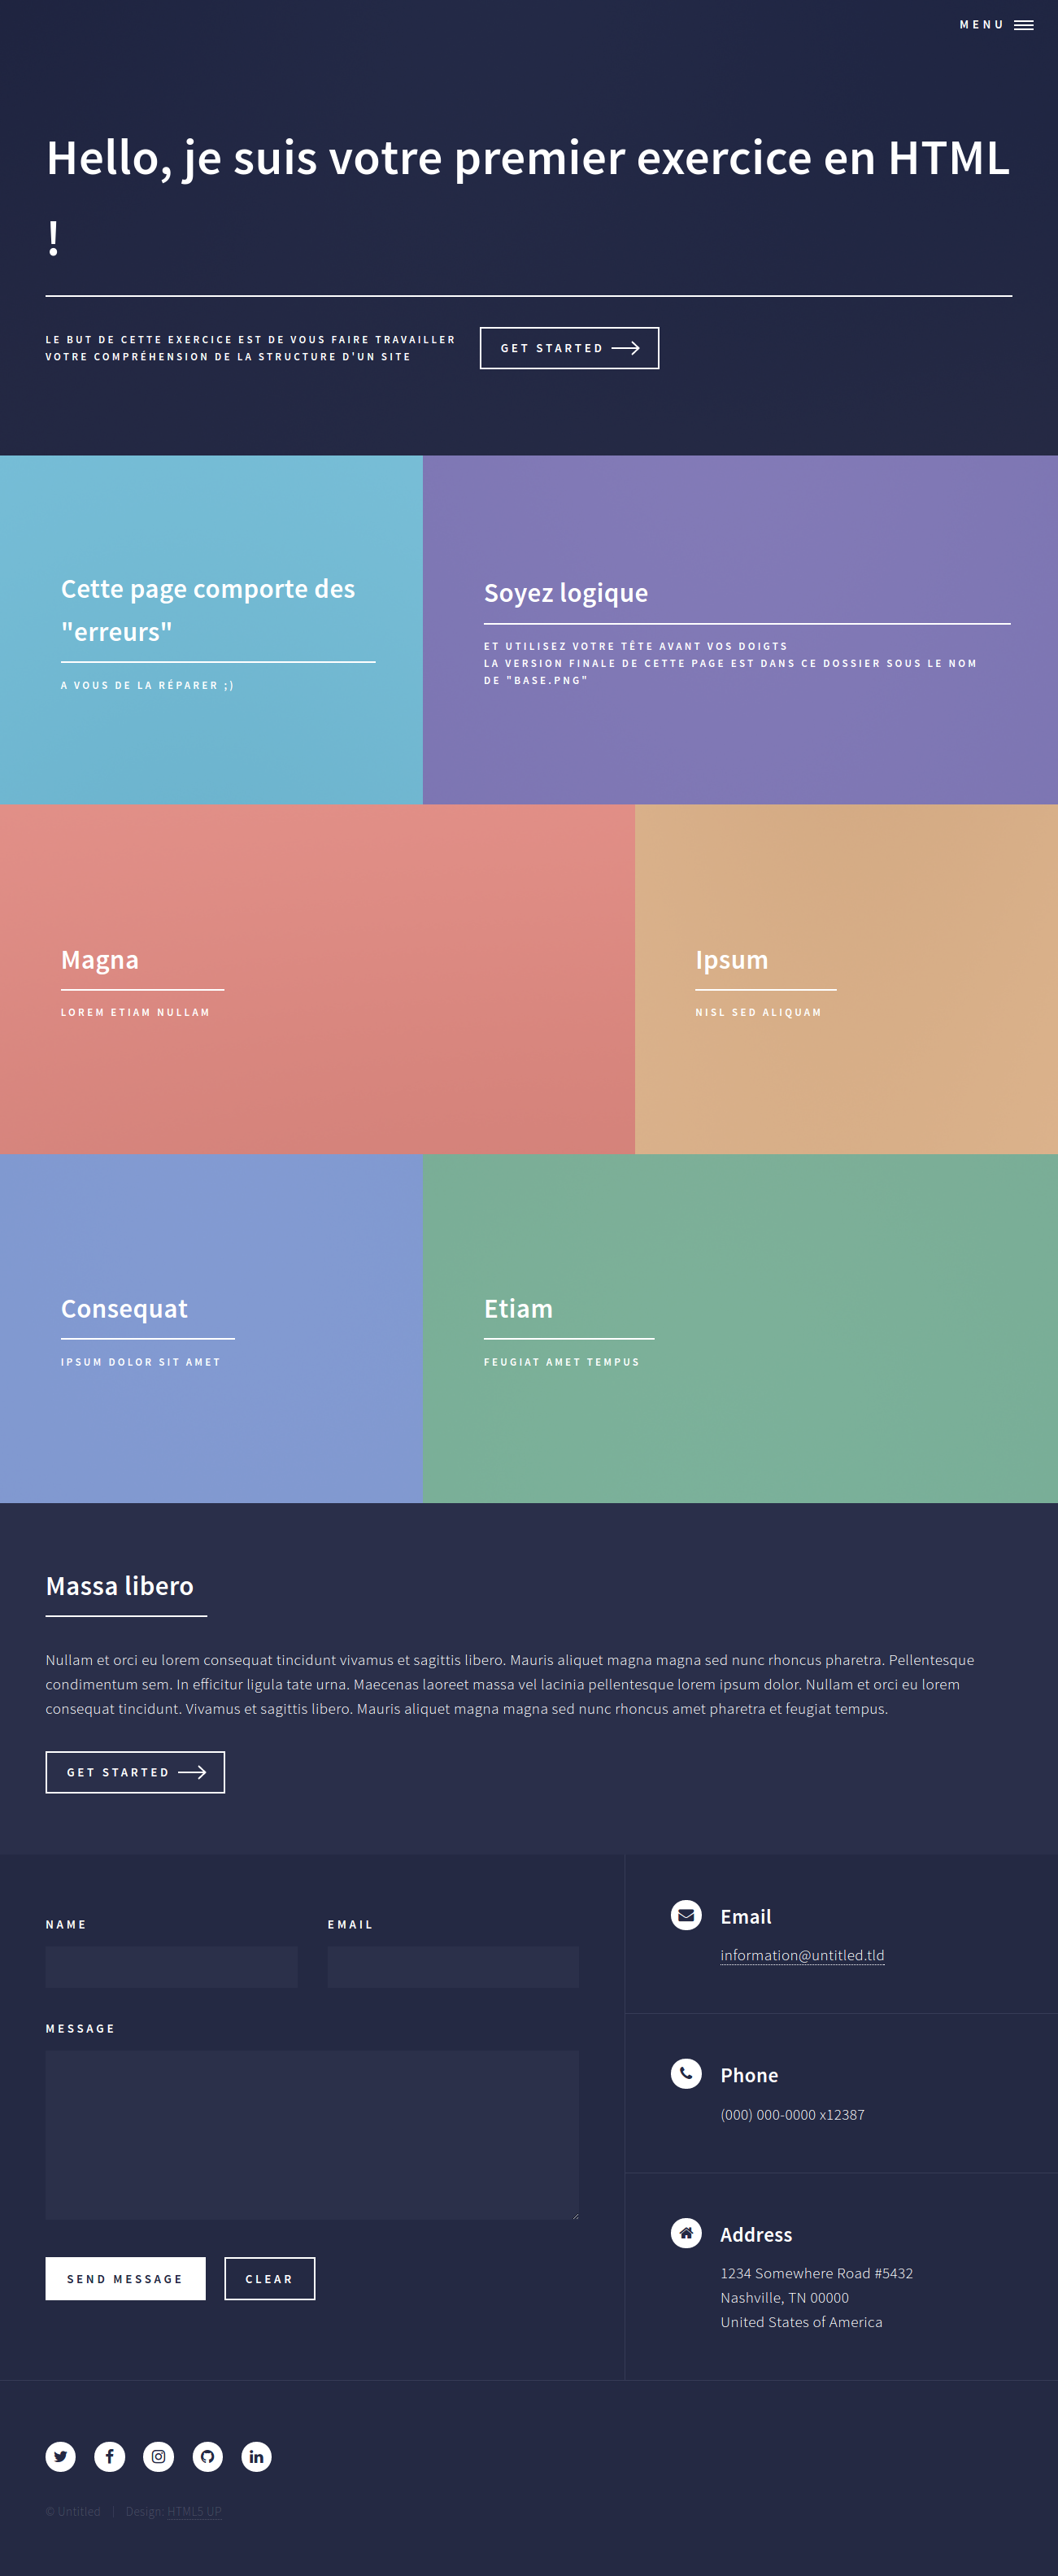 MENU
Hello, je suis votre premier exercice en HTML
!
LE BUT DE CETTE EXERCICE EST DE VOUS FAIRE TRAVAILLER
VOTRE COMPRÉHENSION DE LA STRUCTURE D'UN SITE
GET STARTED
Cette page comporte des
"erreurs"
A VOUS DE LA RÉPARER ;)
Soyez logique
ET UTILISEZ VOTRE TÊTE AVANT VOS DOIGTS
LA VERSION FINALE DE CETTE PAGE EST DANS CE DOSSIER SOUS LE NOM
DE "BASE.PNG"
Magna
LOREM ETIAM NULLAM
Ipsum
NISL SED ALIQUAM
Consequat
IPSUM DOLOR SIT AMET
Etiam
FEUGIAT AMET TEMPUS
Massa libero
Nullam et orci eu lorem consequat tincidunt vivamus et sagittis libero. Mauris aliquet magna magna sed nunc rhoncus pharetra. Pellentesque
condimentum sem. In efficitur ligula tate urna. Maecenas laoreet massa vel lacinia pellentesque lorem ipsum dolor. Nullam et orci eu lorem
consequat tincidunt. Vivamus et sagittis libero. Mauris aliquet magna magna sed nunc rhoncus amet pharetra et feugiat tempus.
GET STARTED
NAME
EMAIL
MESSAGE
SEND MESSAGE
CLEAR
Email
information@untitled.tld
Phone
(000) 000-0000 x12387
Address
1234 Somewhere Road #5432
Nashville, TN 00000
United States of America
© Untitled | Design: HTML5 UP